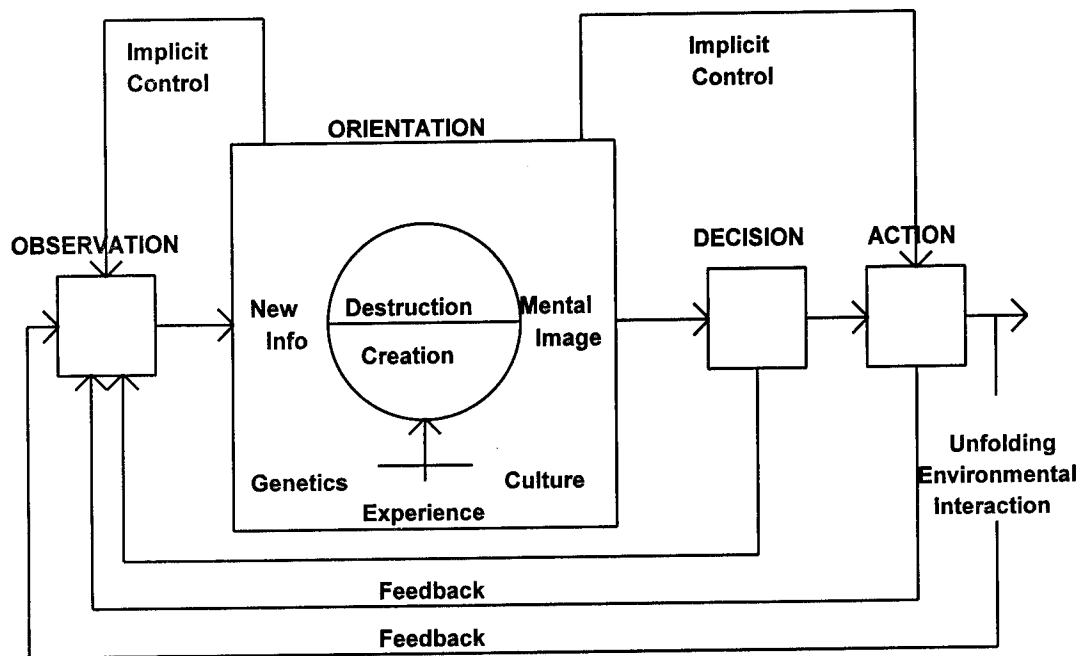 Implicit
Control
Implicit
Control
ORIENTATION
OBSERVATION
DECISION
ACTION
New
Info
Destruction
Creation
Mental
Image
Genetics
Culture
Experience
Unfolding
Environmental
Interaction
Feedback
Feedback